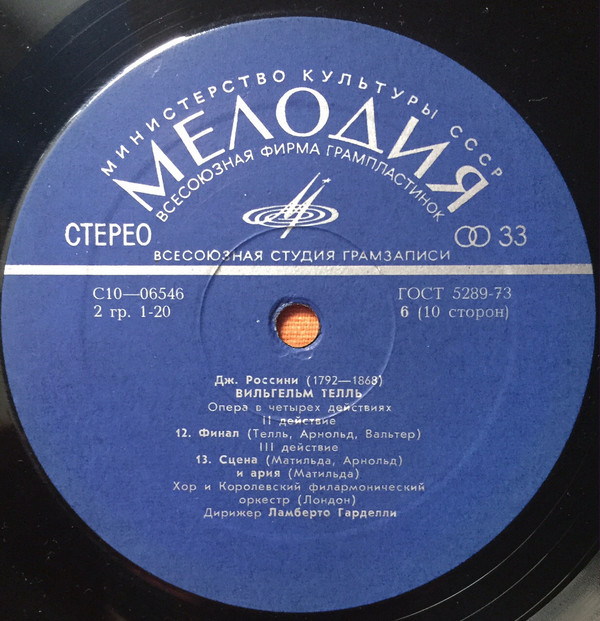 МИНИСТЕРСТВО КУЛЬТУРЫ СССР
МЕЛОДИЯ
ВСЕСОЮЗНАЯ ФИРМА ГРАМПЛАСТИНОК
СТЕРЕО
33
ВСЕСОЮЗНАЯ СТУДИЯ ГРАМЗАПИСИ
С10—06546
ГОСТ 5289-73
2 гр. 1-20
6 (10 сторон)
Дж. Россини (1792—1868)
ВИЛЬГЕЛЬМ ТЕЛЛЬ
Опера в четырех действиях
II действие
12. Финал (Телль, Арнольд, Вальтер)
III действие
13. Сцена (Матильда, Арнольд)
и ария (Матильда)
Хор и Королевский филармонический
оркестр (Лондон)
Дирижер Ламберто Гарделли